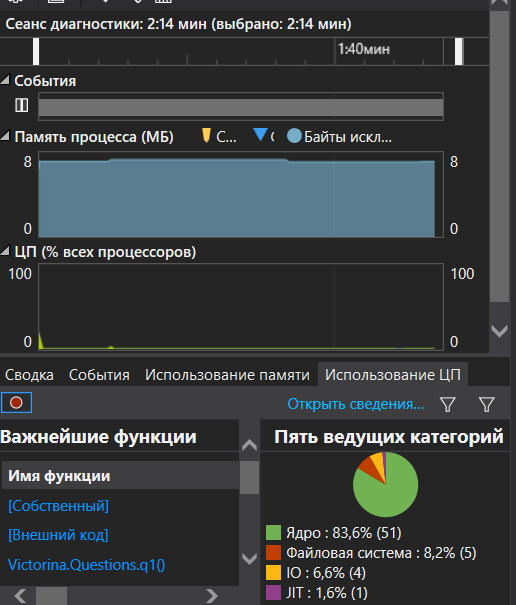 Сеанс диагностики: 2:14 мин (выбрано: 2:14 мин)
1:40мин
События
Память процесса (МБ) С... Байты искл...
8 8
0 0
ЦП (% всех процессоров)
100 100
0 0
Сводка События Использование памяти Использование ЦП
Открыть сведения...
Важнейшие функции
Имя функции
[Собственный]
[Внешний код]
Victorina.Questions.q1()
Пять ведущих категорий
Ядро : 83,6% (51)
Файловая система : 8,2% (5)
IO : 6,6% (4)
JIT : 1,6% (1)